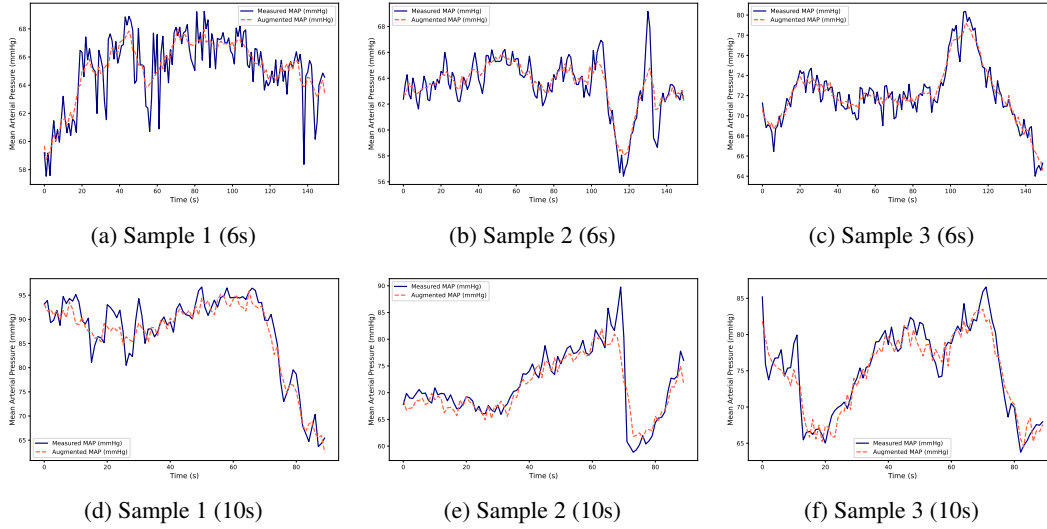 Measured MAP (mmHg)
Augmented MAP (mmHg)
Mean Arterial Pressure (mmHg)
68
66
64
62
60
58
0 20 40 60 80 100 120 140
Time (s)
(a) Sample 1 (6s)
Measured MAP (mmHg)
Augmented MAP (mmHg)
Mean Arterial Pressure (mmHg)
68
66
64
62
60
58
56
0 20 40 60 80 100 120 140
Time (s)
(b) Sample 2 (6s)
Measured MAP (mmHg)
Augmented MAP (mmHg)
Mean Arterial Pressure (mmHg)
80
78
76
74
72
70
68
66
64
0 20 40 60 80 100 120 140
Time (s)
(c) Sample 3 (6s)
Mean Arterial Pressure (mmHg)
95
90
85
80
75
70
65
Measured MAP (mmHg)
Augmented MAP (mmHg)
0 20 40 60 80
Time (s)
(d) Sample 1 (10s)
Measured MAP (mmHg)
Augmented MAP (mmHg)
Mean Arterial Pressure (mmHg)
90
85
80
75
70
65
60
0 20 40 60 80
Time (s)
(e) Sample 2 (10s)
Mean Arterial Pressure (mmHg)
85
80
75
70
65
Measured MAP (mmHg)
Augmented MAP (mmHg)
0 20 40 60 80
Time (s)
(f) Sample 3 (10s)